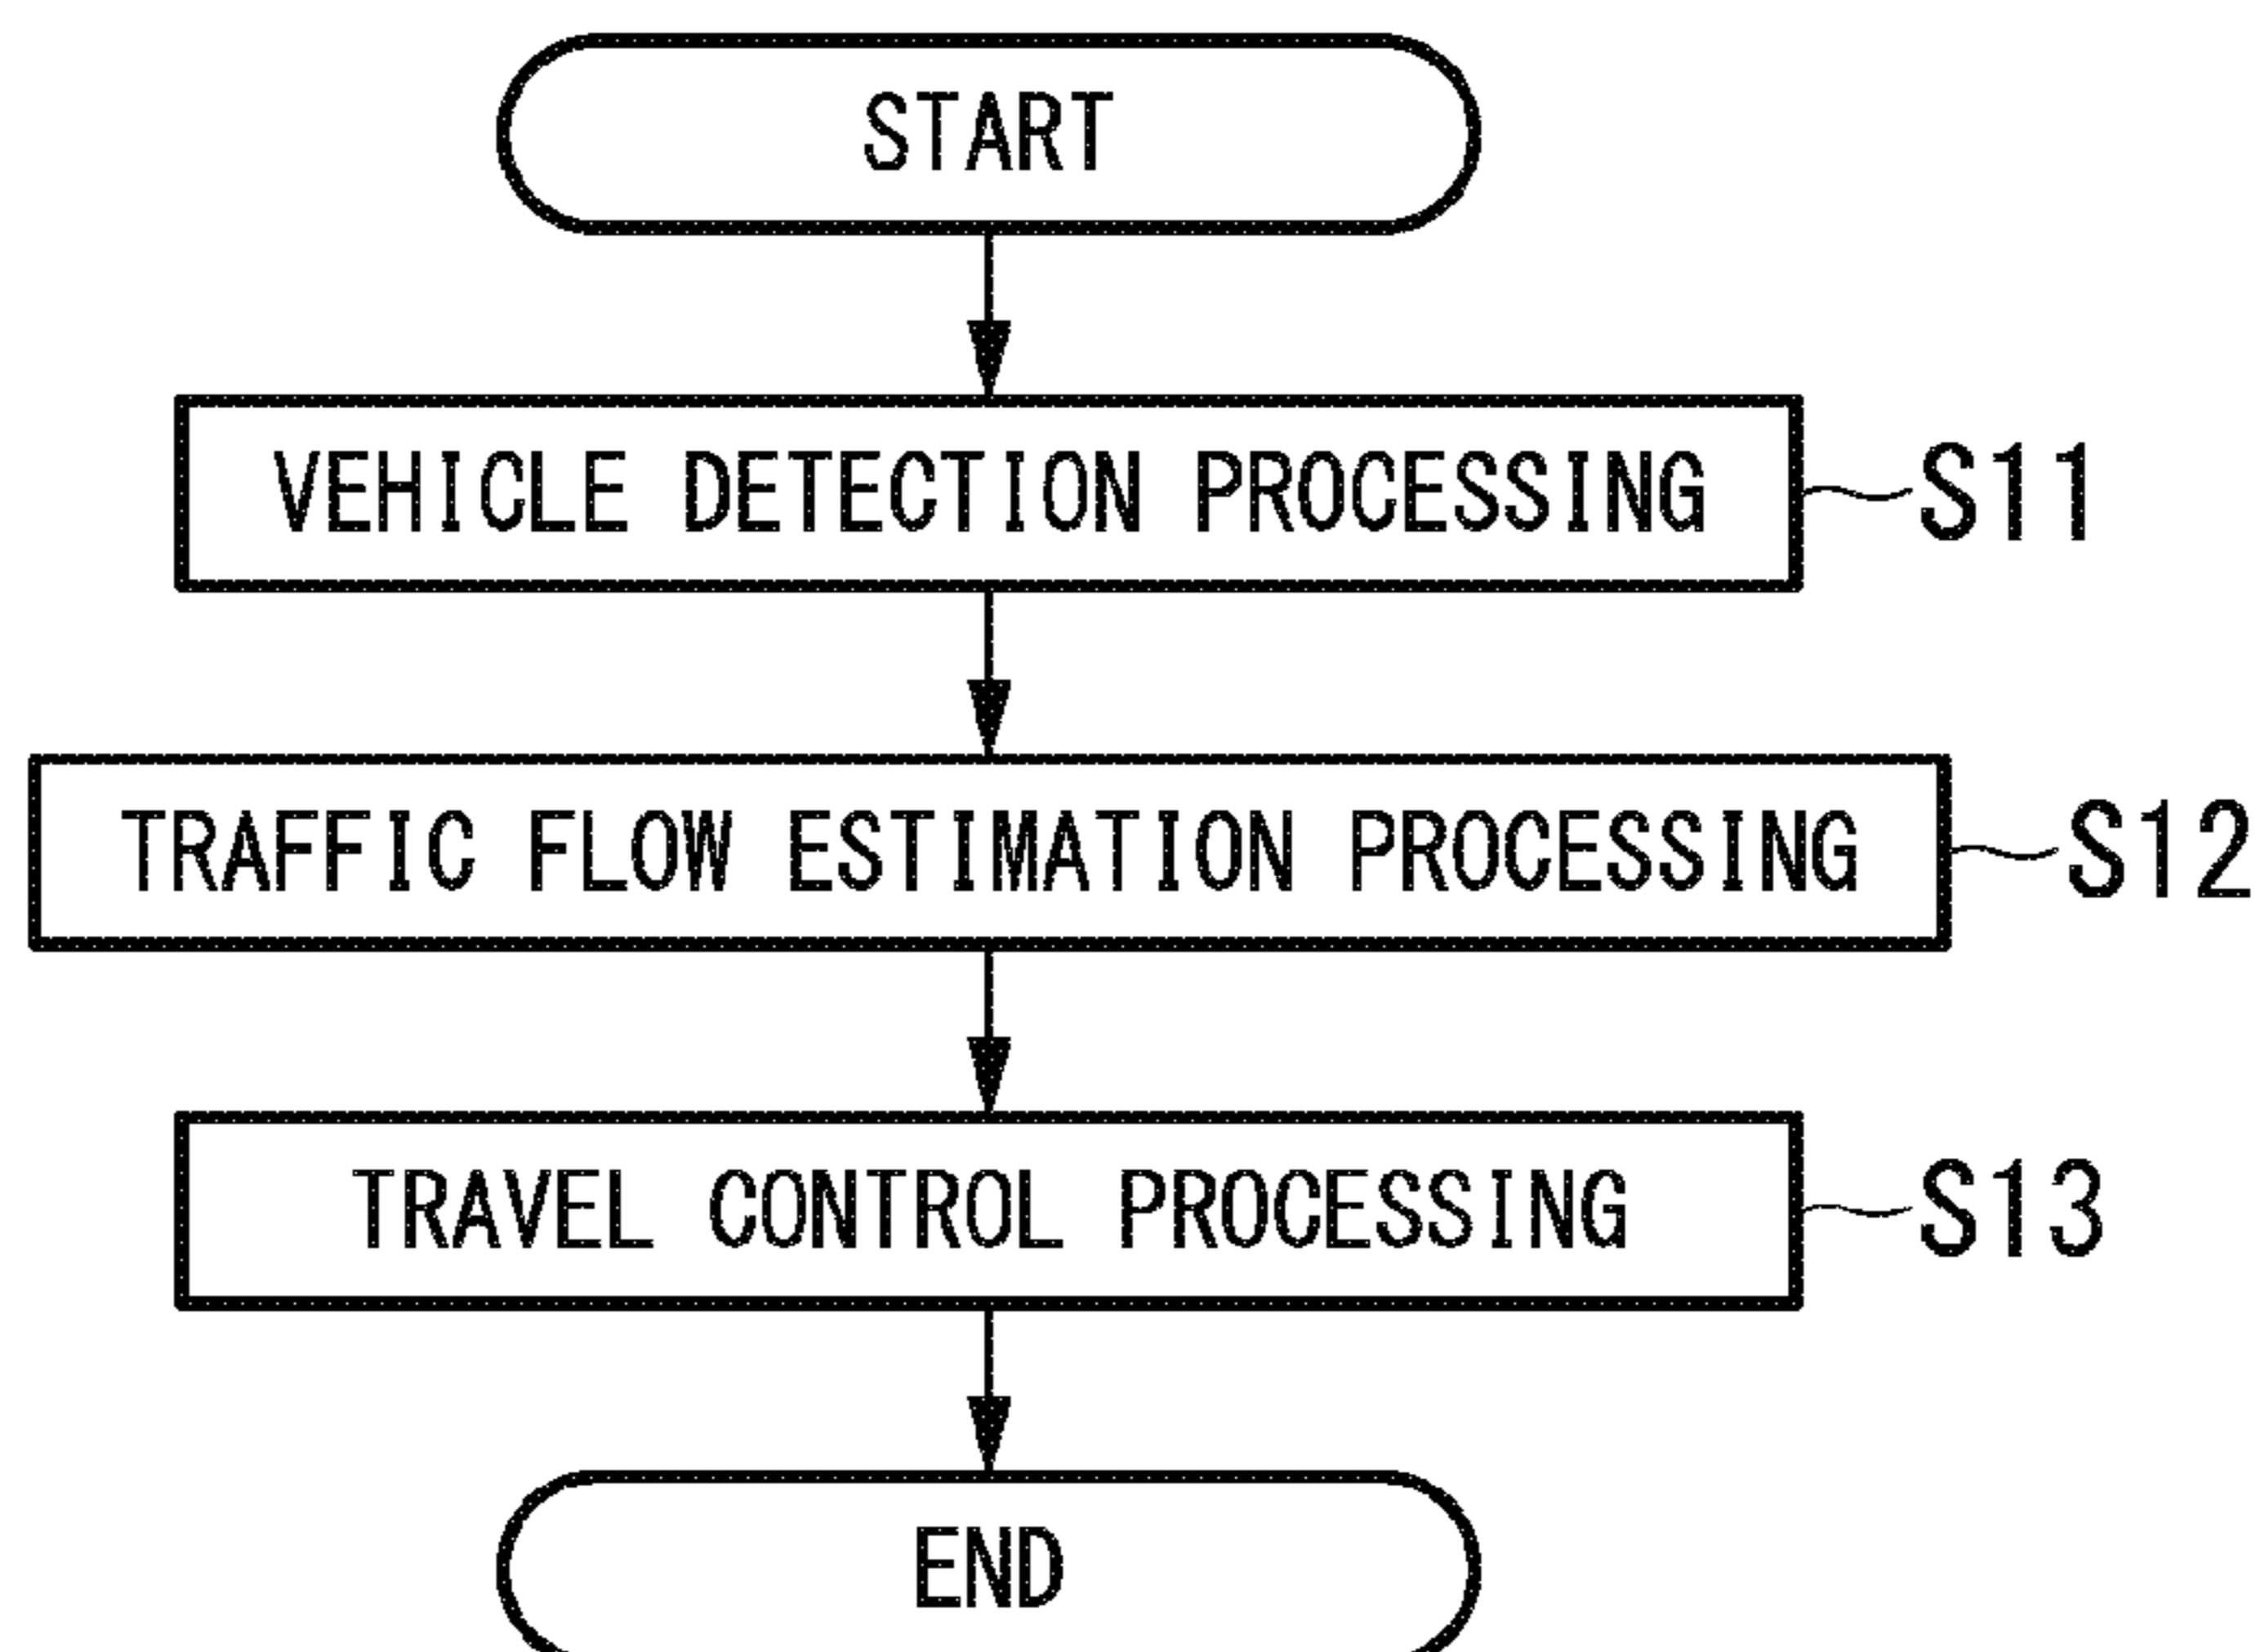 START
VEHICLE DETECTION PROCESSING S11
TRAFFIC FLOW ESTIMATION PROCESSING S12
TRAVEL CONTROL PROCESSING S13
END